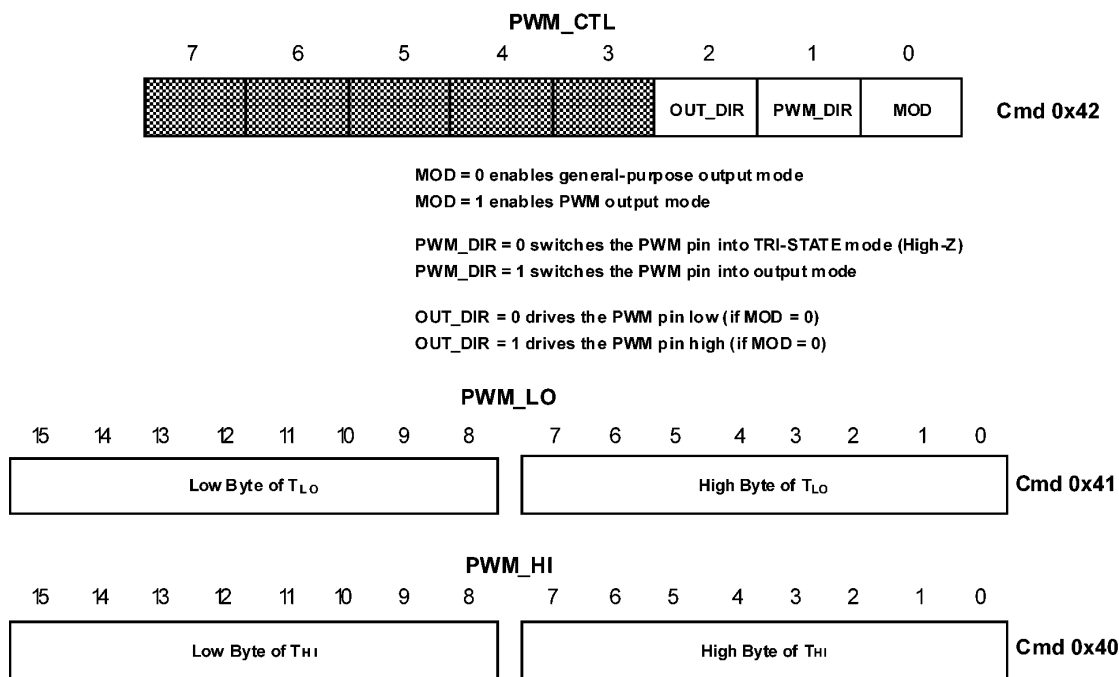 PWM_CTL
7 6 5 4 3 2 1 0
OUT_DIR PWM_DIR MOD Cmd 0x42
MOD = 0 enables general-purpose output mode
MOD = 1 enables PWM output mode
PWM_DIR = 0 switches the PWM pin into TRI-STATE mode (High-Z)
PWM_DIR = 1 switches the PWM pin into output mode
OUT_DIR = 0 drives the PWM pin low (if MOD = 0)
OUT_DIR = 1 drives the PWM pin high (if MOD = 0)
PWM_LO
15 14 13 12 11 10 9 8 7 6 5 4 3 2 1 0
Low Byte of TLO High Byte of TLO Cmd 0x41
PWM_HI
15 14 13 12 11 10 9 8 7 6 5 4 3 2 1 0
Low Byte of THI High Byte of THI Cmd 0x40